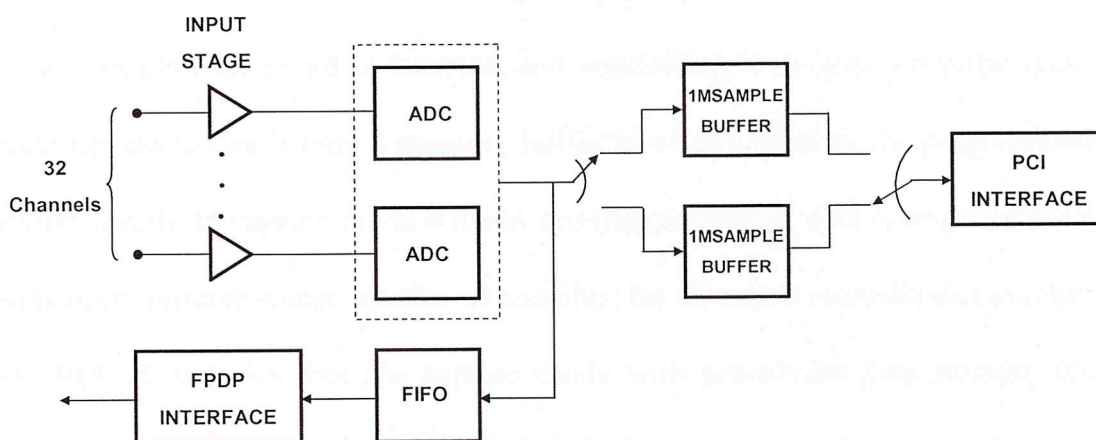 INPUT
STAGE
ADC
1MSAMPLE
BUFFER
32
Channels
PCI
INTERFACE
ADC
1MSAMPLE
BUFFER
FPDP
INTERFACE
FIFO